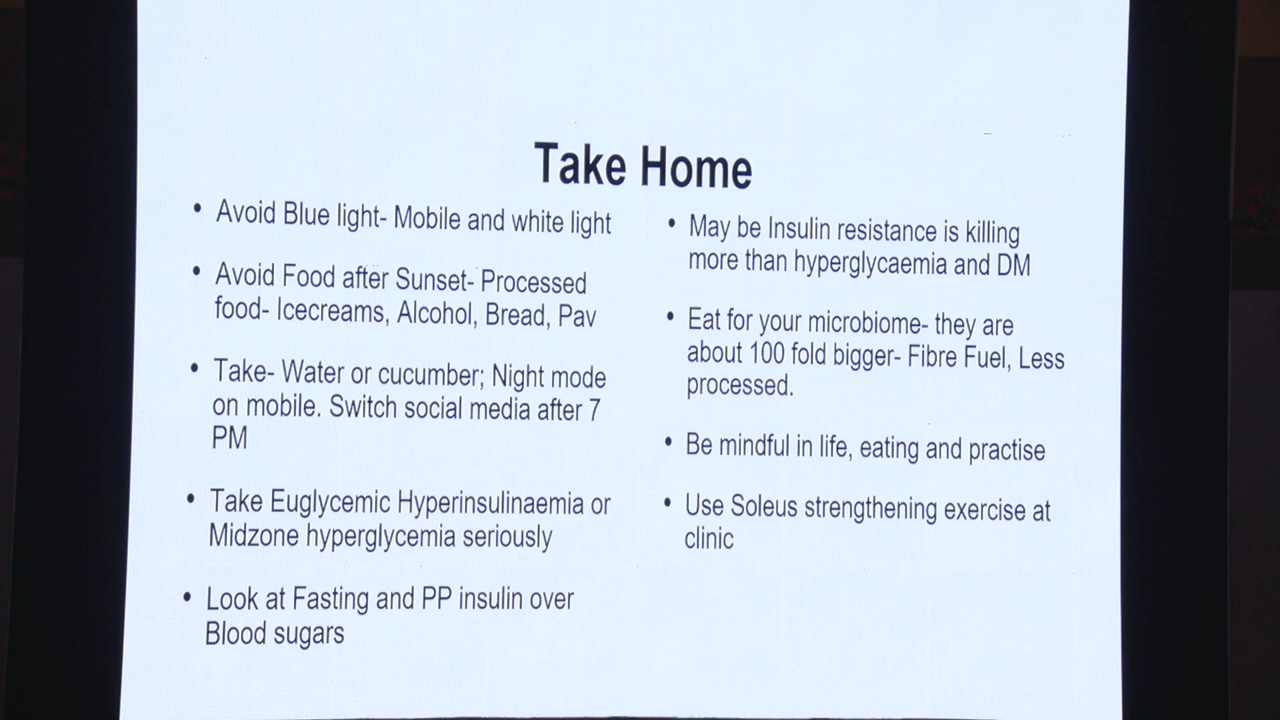 Take Home
• Avoid Blue light- Mobile and white light
• Avoid Food after Sunset- Processed
food- Icecreams, Alcohol, Bread, Pav
• Take- Water or cucumber; Night mode
on mobile. Switch social media after 7
PM
• Take Euglycemic Hyperinsulinaemia or
Midzone hyperglycemia seriously
• Look at Fasting and PP insulin over
Blood sugars
• May be Insulin resistance is killing
more than hyperglycaemia and DM
• Eat for your microbiome- they are
about 100 fold bigger- Fibre Fuel, Less
processed.
• Be mindful in life, eating and practise
• Use Soleus strengthening exercise at
clinic